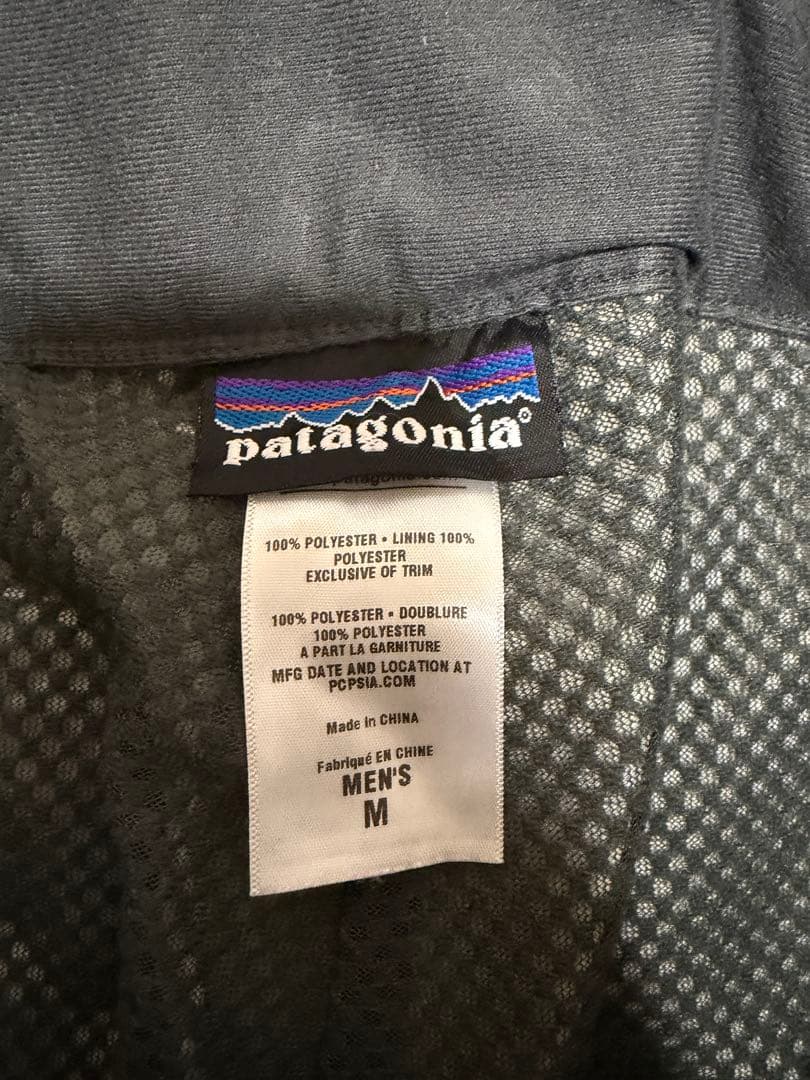 patagonia®
100% POLYESTER • LINING 100%
POLYESTER
EXCLUSIVE OF TRIM
100% POLYESTER • DOUBLURE
100% POLYESTER
A PART LA GARNITURE
MFG DATE AND LOCATION AT
PCPSIA.COM
Made in CHINA
Fabriqué EN CHINE
MEN'S
M